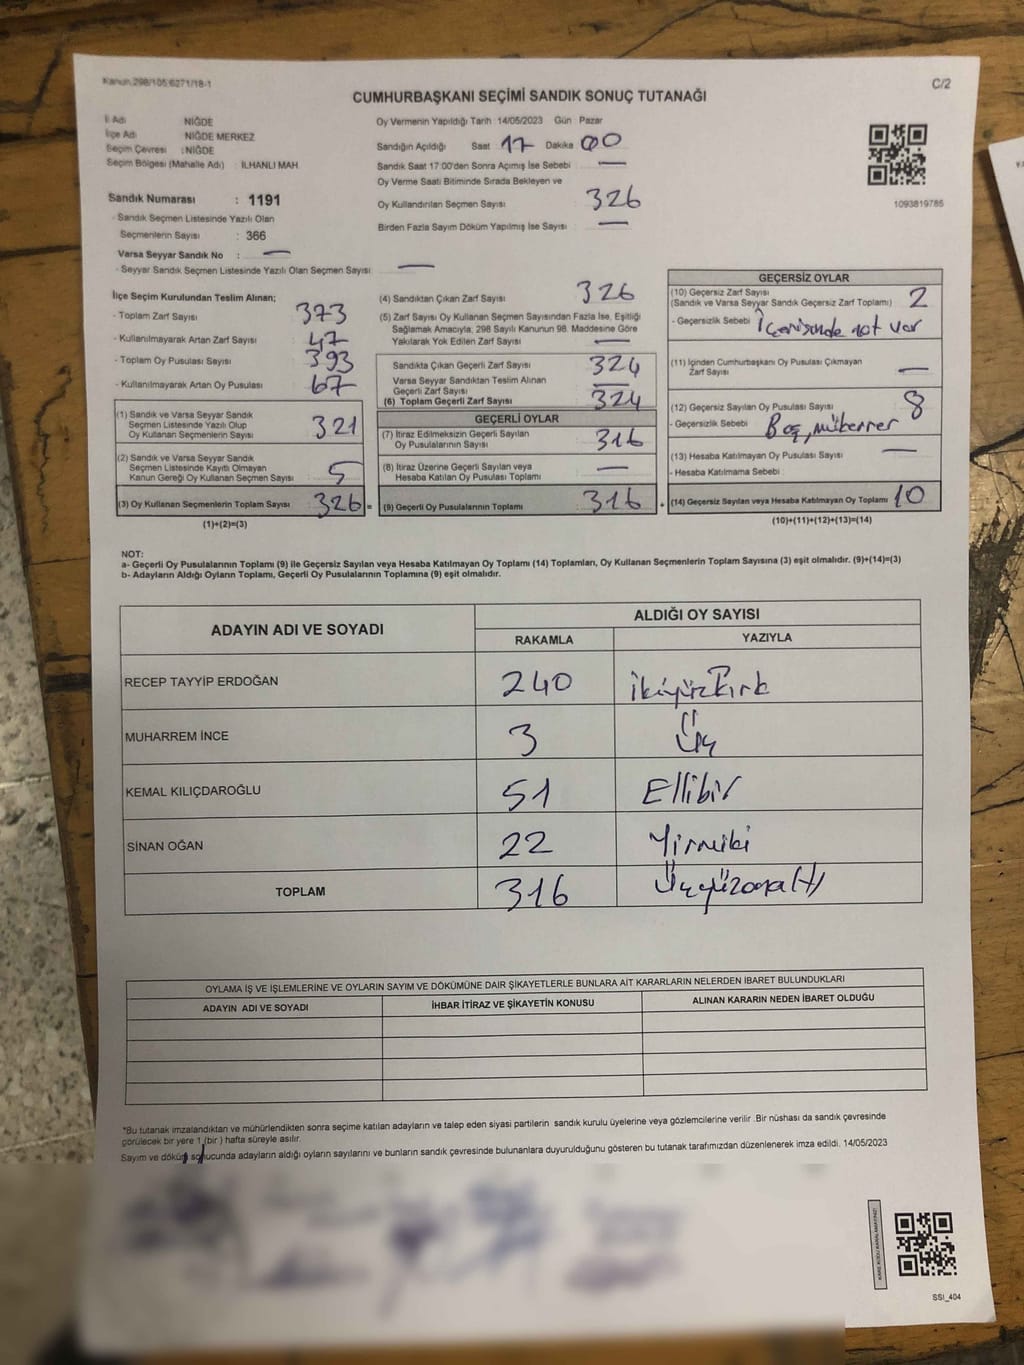 Kanun.298/105;6271/18-1
C/2
CUMHURBAŞKANI SEÇİMİ SANDIK SONUÇ TUTANAĞI
İl Adı NİĞDE
İlçe Adı NİĞDE MERKEZ
Seçim Çevresi :NİĞDE
Seçim Bölgesi (Mahalle Adı) : İLHANLI MAH.
Sandık Numarası : 1191
- Sandık Seçmen Listesinde Yazılı Olan
Seçmenlerin Sayısı : 366
Varsa Seyyar Sandık No : —
- Seyyar Sandık Seçmen Listesinde Yazılı Olan Seçmen Sayısı: —
Oy Vermenin Yapıldığı Tarih 14/05/2023 Gün Pazar
Sandığın Açıldığı Saat 17 Dakika 00
Sandık Saat 17:00'den Sonra Açımış İse Sebebi : —
Oy Verme Saati Bitiminde Sırada Bekleyen ve
Oy Kullandırılan Seçmen Sayısı 326
Birden Fazla Sayım Döküm Yapılmış İse Sayısı : —
1093819785
İlçe Seçim Kurulundan Teslim Alınan;
- Toplam Zarf Sayısı : 373
- Kullanılmayarak Artan Zarf Sayısı : 47
- Toplam Oy Pusulası Sayısı : 393
- Kullanılmayarak Artan Oy Pusulası : 67
(1) Sandık ve Varsa Seyyar Sandık
Seçmen Listesinde Yazılı Olup
Oy Kullanan Seçmenlerin Sayısı : 321
(2) Sandık ve Varsa Seyyar Sandık
Seçmen Listesinde Kayıtlı Olmayan
Kanun Gereği Oy Kullanan Seçmen Sayısı : 5
(3) Oy Kullanan Seçmenlerin Toplam Sayısı : 326 =
(1)+(2)=(3)
(4) Sandıktan Çıkan Zarf Sayısı : 326
(5) Zarf Sayısı Oy Kullanan Seçmen Sayısından Fazla İse, Eşitliği
Sağlamak Amacıyla; 298 Sayılı Kanunun 98. Maddesine Göre
Yakılarak Yok Edilen Zarf Sayısı : —
Sandıkta Çıkan Geçerli Zarf Sayısı : 324
Varsa Seyyar Sandıktan Teslim Alınan
Geçerli Zarf Sayısı : —
(6) Toplam Geçerli Zarf Sayısı : 324
GEÇERLİ OYLAR
(7) İtiraz Edilmeksizin Geçerli Sayılan
Oy Pusulalarının Sayısı : 316
(8) İtiraz Üzerine Geçerli Sayılan veya
Hesaba Katılan Oy Pusulası Toplamı : —
(9) Geçerli Oy Pusulalarının Toplamı : 316 +
GEÇERSİZ OYLAR
(10) Geçersiz Zarf Sayısı : 2
(Sandık ve Varsa Seyyar Sandık Geçersiz Zarf Toplamı)
- Geçersizlik Sebebi : İçerisinde not var
(11) İçinden Cumhurbaşkanı Oy Pusulası Çıkmayan
Zarf Sayısı : —
(12) Geçersiz Sayılan Oy Pusulası Sayısı : 8
- Geçersizlik Sebebi : Boş,
(13) Hesaba Katılmayan Oy Pusulası Sayısı : —
- Hesaba Katılmama Sebebi :
(14) Geçersiz Sayılan veya Hesaba Katılmayan Oy Toplamı : 10
(10)+(11)+(12)+(13)=(14)
NOT:
a- Geçerli Oy Pusulalarının Toplamı (9) ile Geçersiz Sayılan veya Hesaba Katılmayan Oy Toplamı (14) Toplamları, Oy Kullanan Seçmenlerin Toplam Sayısına (3) eşit olmalıdır. (9)+(14)=(3)
b- Adayların Aldığı Oyların Toplamı, Geçerli Oy Pusulalarının Toplamına (9) eşit olmalıdır.
ADAYIN ADI VE SOYADI
ALDIĞI OY SAYISI
RAKAMLA YAZIYLA
RECEP TAYYİP ERDOĞAN 240 İkiyüzkırk
MUHARREM İNCE 3 Üç
KEMAL KILIÇDAROĞLU 51 Ellibir
SİNAN OĞAN 22 Yirmiiki
TOPLAM 316 Üçyüzonaltı
OYLAMA İŞ VE İŞLEMLERİNE VE OYLARIN SAYIM VE DÖKÜMÜNE DAİR ŞİKAYETLERLE BUNLARA AİT KARARLARIN NELERDEN İBARET BULUNDUKLARI
ADAYIN ADI VE SOYADI İHBAR İTİRAZ VE ŞİKAYETİN KONUSU ALINAN KARARIN NEDEN İBARET OLDUĞU
*Bu tutanak imzalandıktan ve mühürlendikten sonra seçime katılan adayların ve talep eden siyasi partilerin sandık kurulu üyelerine veya gözlemcilerine verilir .Bir nüshası da sandık çevresinde
görülecek bir yere 1 (bir ) hafta süreyle asılır.
Sayım ve döküm sonucunda adayların aldığı oyların sayılarını ve bunların sandık çevresinde bulunanlara duyurulduğunu gösteren bu tutanak tarafımızdan düzenlenerek imza edildi. 14/05/2023
SSI_404